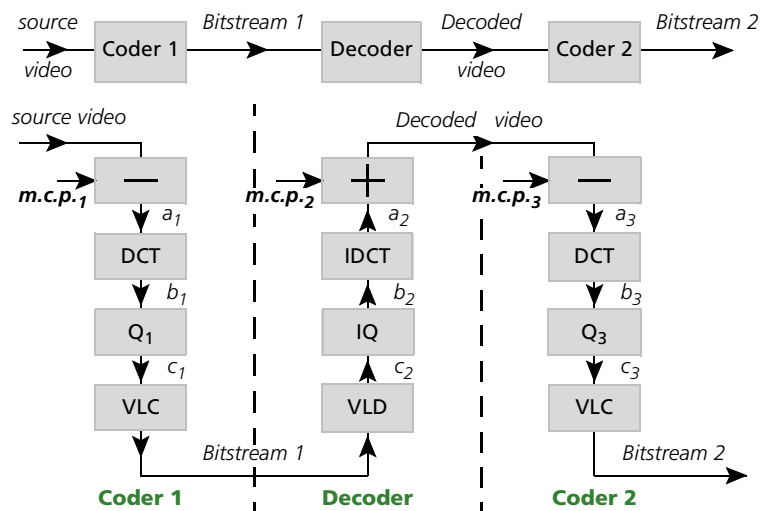 source
video
Coder 1
Bitstream 1
Decoder
Decoded
video
Coder 2
Bitstream 2
source video
Decoded video
m.c.p.1
m.c.p.2
m.c.p.3
a1
a2
a3
DCT
IDCT
DCT
b1
b2
b3
Q1
IQ
Q3
c1
c2
c3
VLC
VLD
VLC
Bitstream 1
Bitstream 2
Coder 1
Decoder
Coder 2